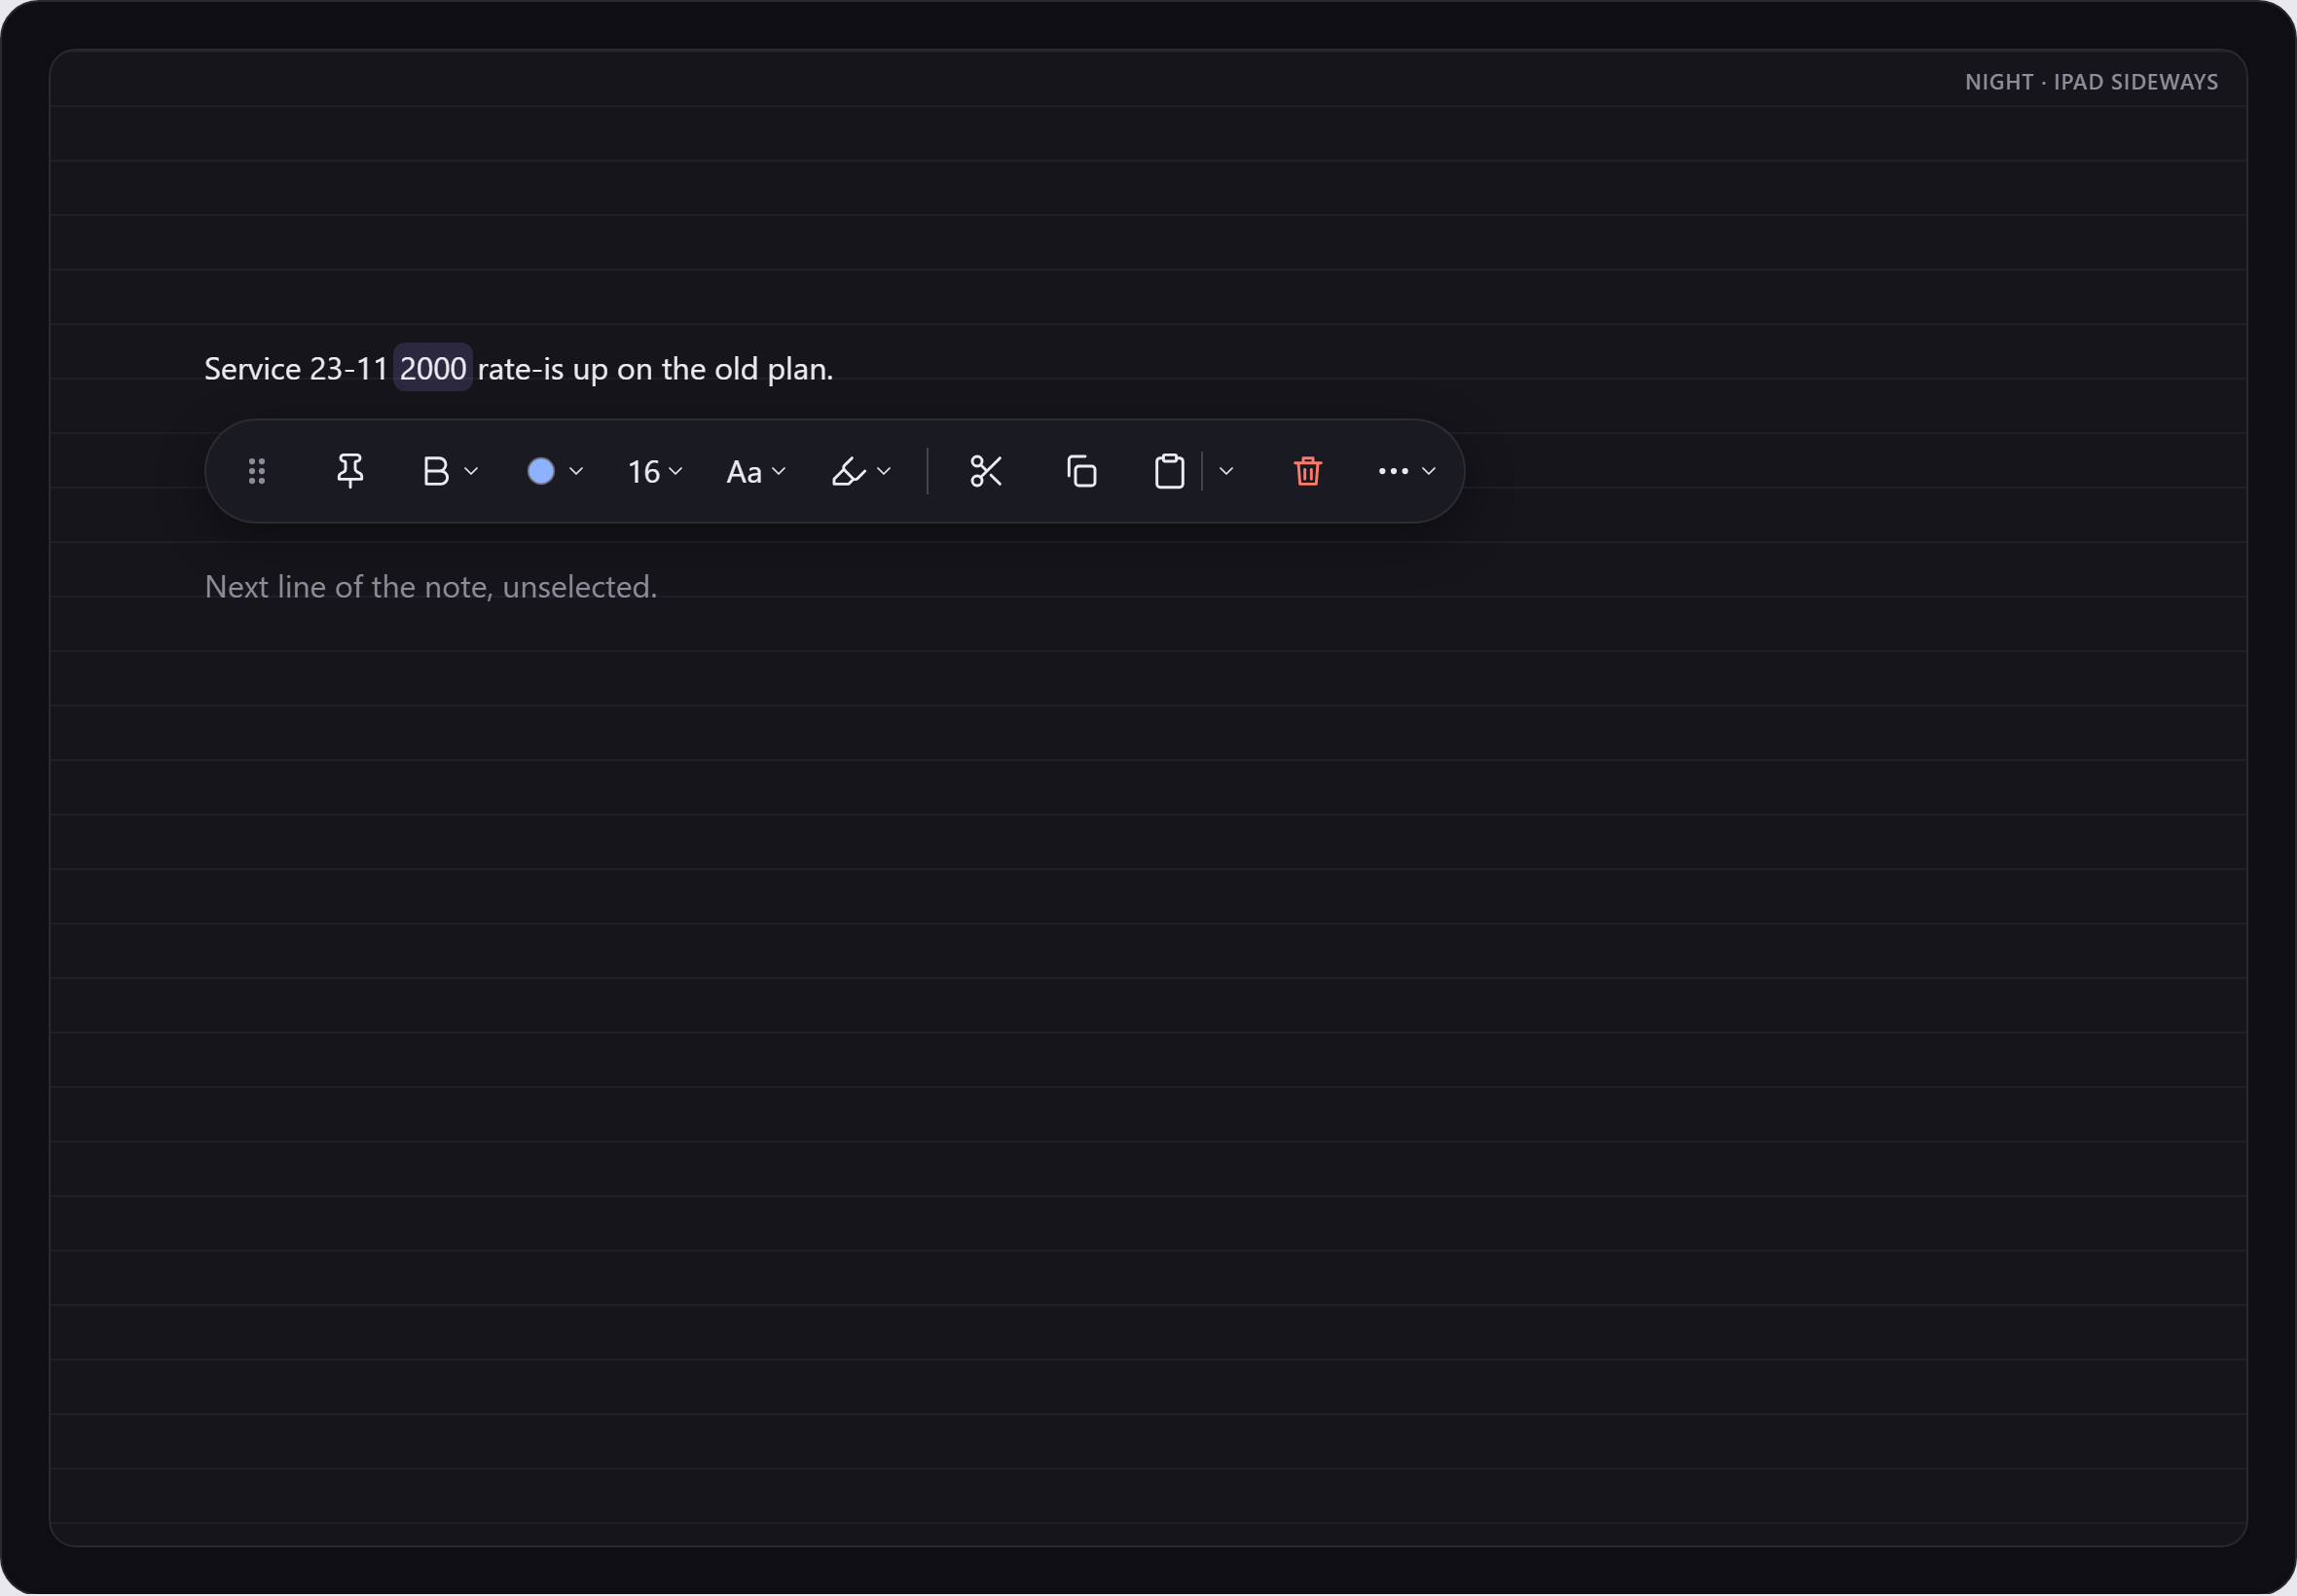 NIGHT · IPAD SIDEWAYS
Service 23-11 2000 rate-is up on the old plan.
B 16 Aa
Next line of the note, unselected.